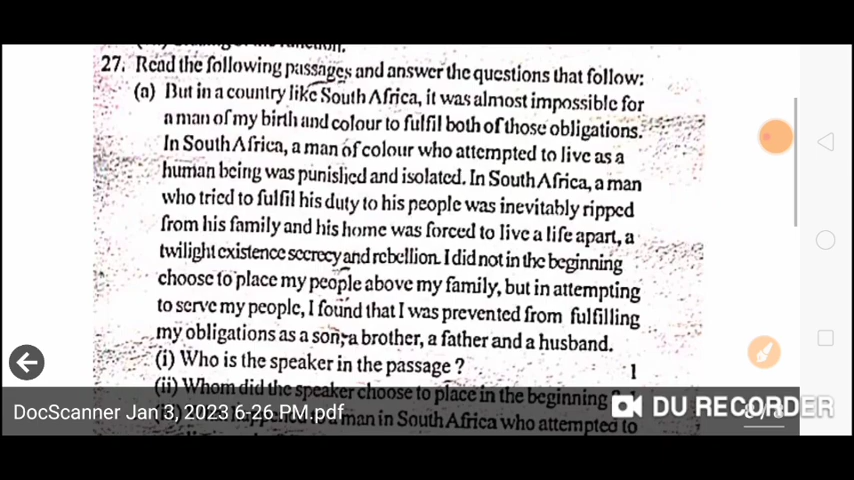 27. Read the following passages and answer the questions that follow:
(a) But in a country like South Africa, it was almost impossible for
a man of my birth and colour to fulfil both of those obligations.
In South Africa, a man of colour who attempted to live as a
human being was punished and isolated. In South Africa, a man
who tried to fulfil his duty to his people was inevitably ripped
from his family and his home was forced to live a life apart, a
twilight existence secrecy and rebellion. I did not in the beginning
choose to place my people above my family, but in attempting
to serve my people, I found that I was prevented from fulfilling
my obligations as a son, a brother, a father and a husband.
(i) Who is the speaker in the passage ? 1
(ii) Whom did the speaker choose to place in the beginning
DocScanner Jan 3, 2023 6-26 PM.pdf
DU RECORDER
a man in South Africa who attempted to